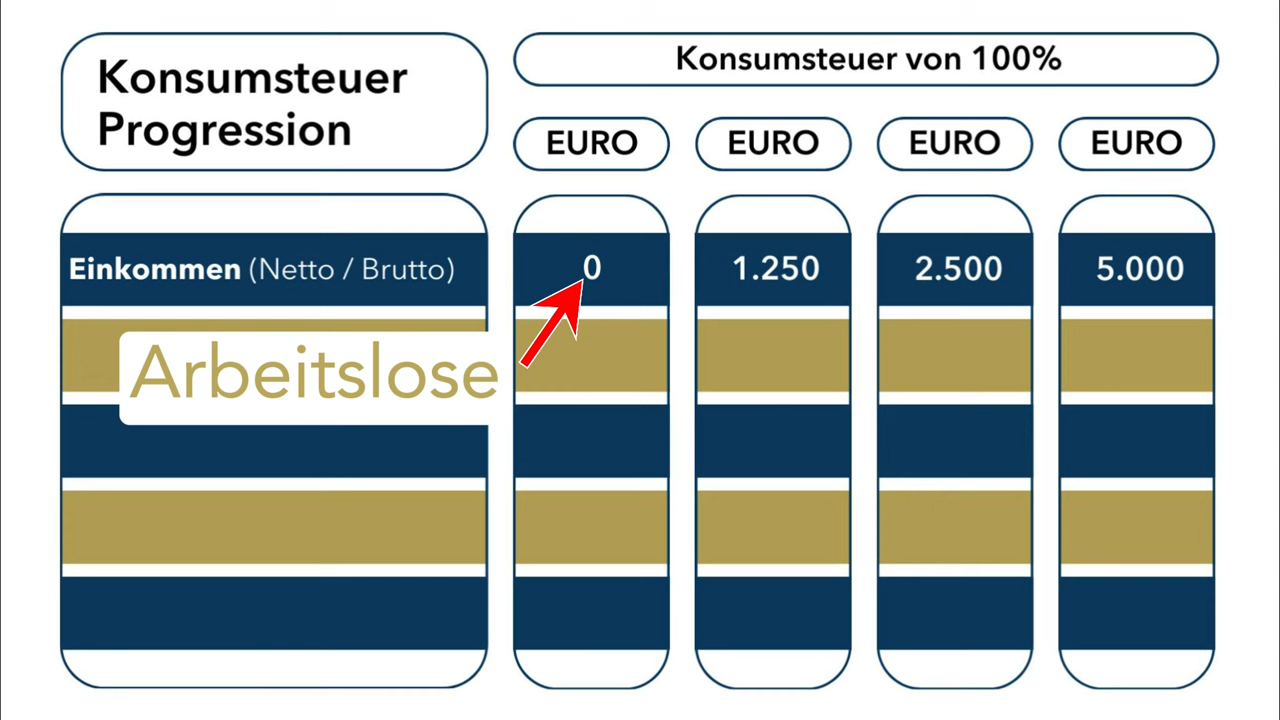 Konsumsteuer
Progression
Konsumsteuer von 100%
EURO EURO EURO EURO
Einkommen (Netto / Brutto) 0 1.250 2.500 5.000
Arbeitslose